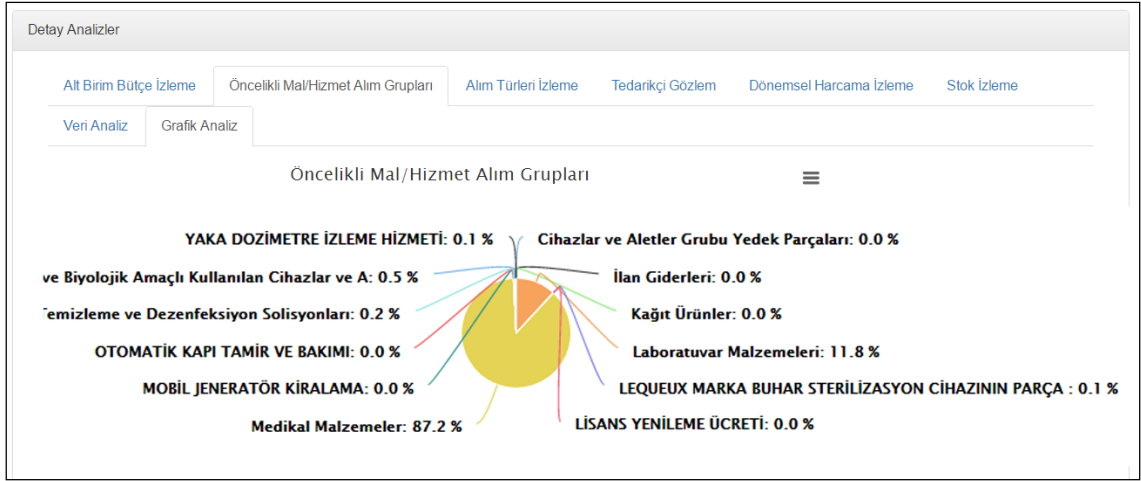 Detay Analizler
Alt Birim Bütçe İzleme Öncelikli Mal/Hizmet Alım Grupları Alım Türleri İzleme Tedarikçi Gözlem Dönemsel Harcama İzleme Stok İzleme
Veri Analiz Grafik Analiz
Öncelikli Mal/Hizmet Alım Grupları
YAKA DOZİMETRE İZLEME HİZMETİ: 0.1 % Cihazlar ve Aletler Grubu Yedek Parçaları: 0.0 %
ve Biyolojik Amaçlı Kullanılan Cihazlar ve A: 0.5 % İlan Giderleri: 0.0 %
emizleme ve Dezenfeksiyon Solisyonları: 0.2 % Kağıt Ürünler: 0.0 %
OTOMATİK KAPI TAMİR VE BAKIMI: 0.0 % Laboratuvar Malzemeleri: 11.8 %
MOBİL JENERATÖR KİRALAMA: 0.0 % LEQUEUX MARKA BUHAR STERİLİZASYON CİHAZININ PARÇA : 0.1 %
Medikal Malzemeler: 87.2 % LİSANS YENİLEME ÜCRETİ: 0.0 %